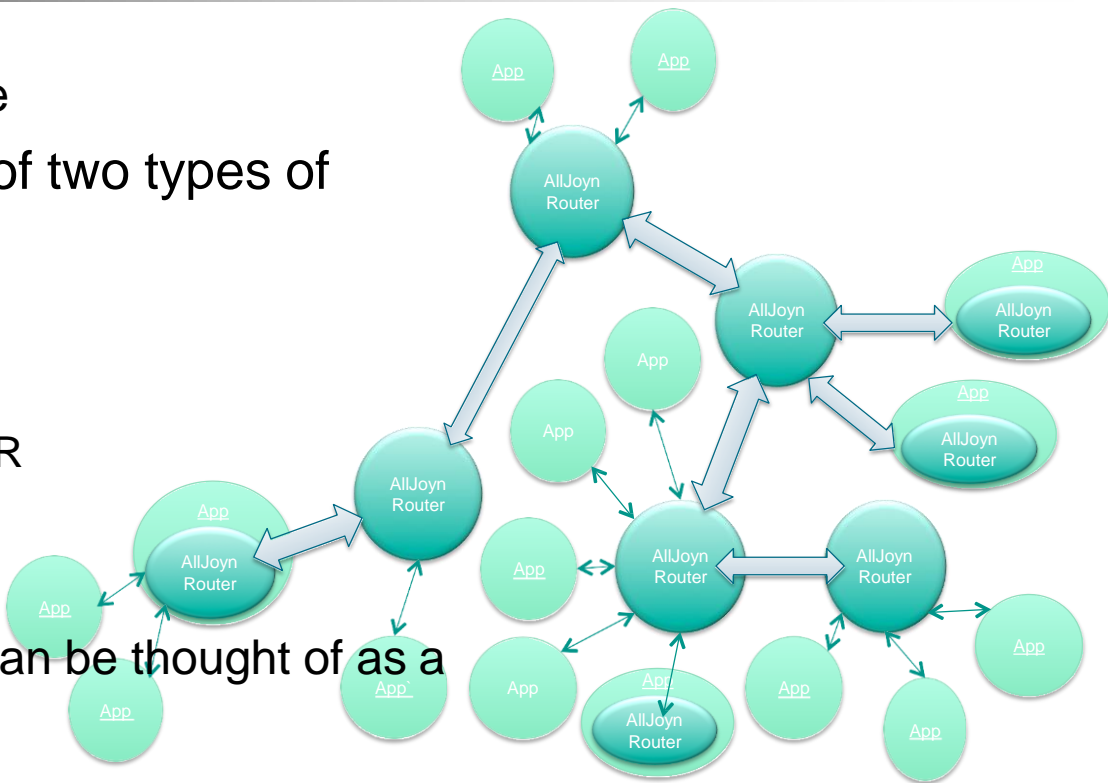 e
of two types of
R
an be thought of as a
App
App
AllJoyn
Router
AllJoyn
Router
App
AllJoyn
Router
App
AllJoyn
Router
App
App
AllJoyn
Router
App
AllJoyn
Router
App
App
App`
App
AllJoyn
Router
AllJoyn
Router
App
App
AllJoyn
Router
App
App
App